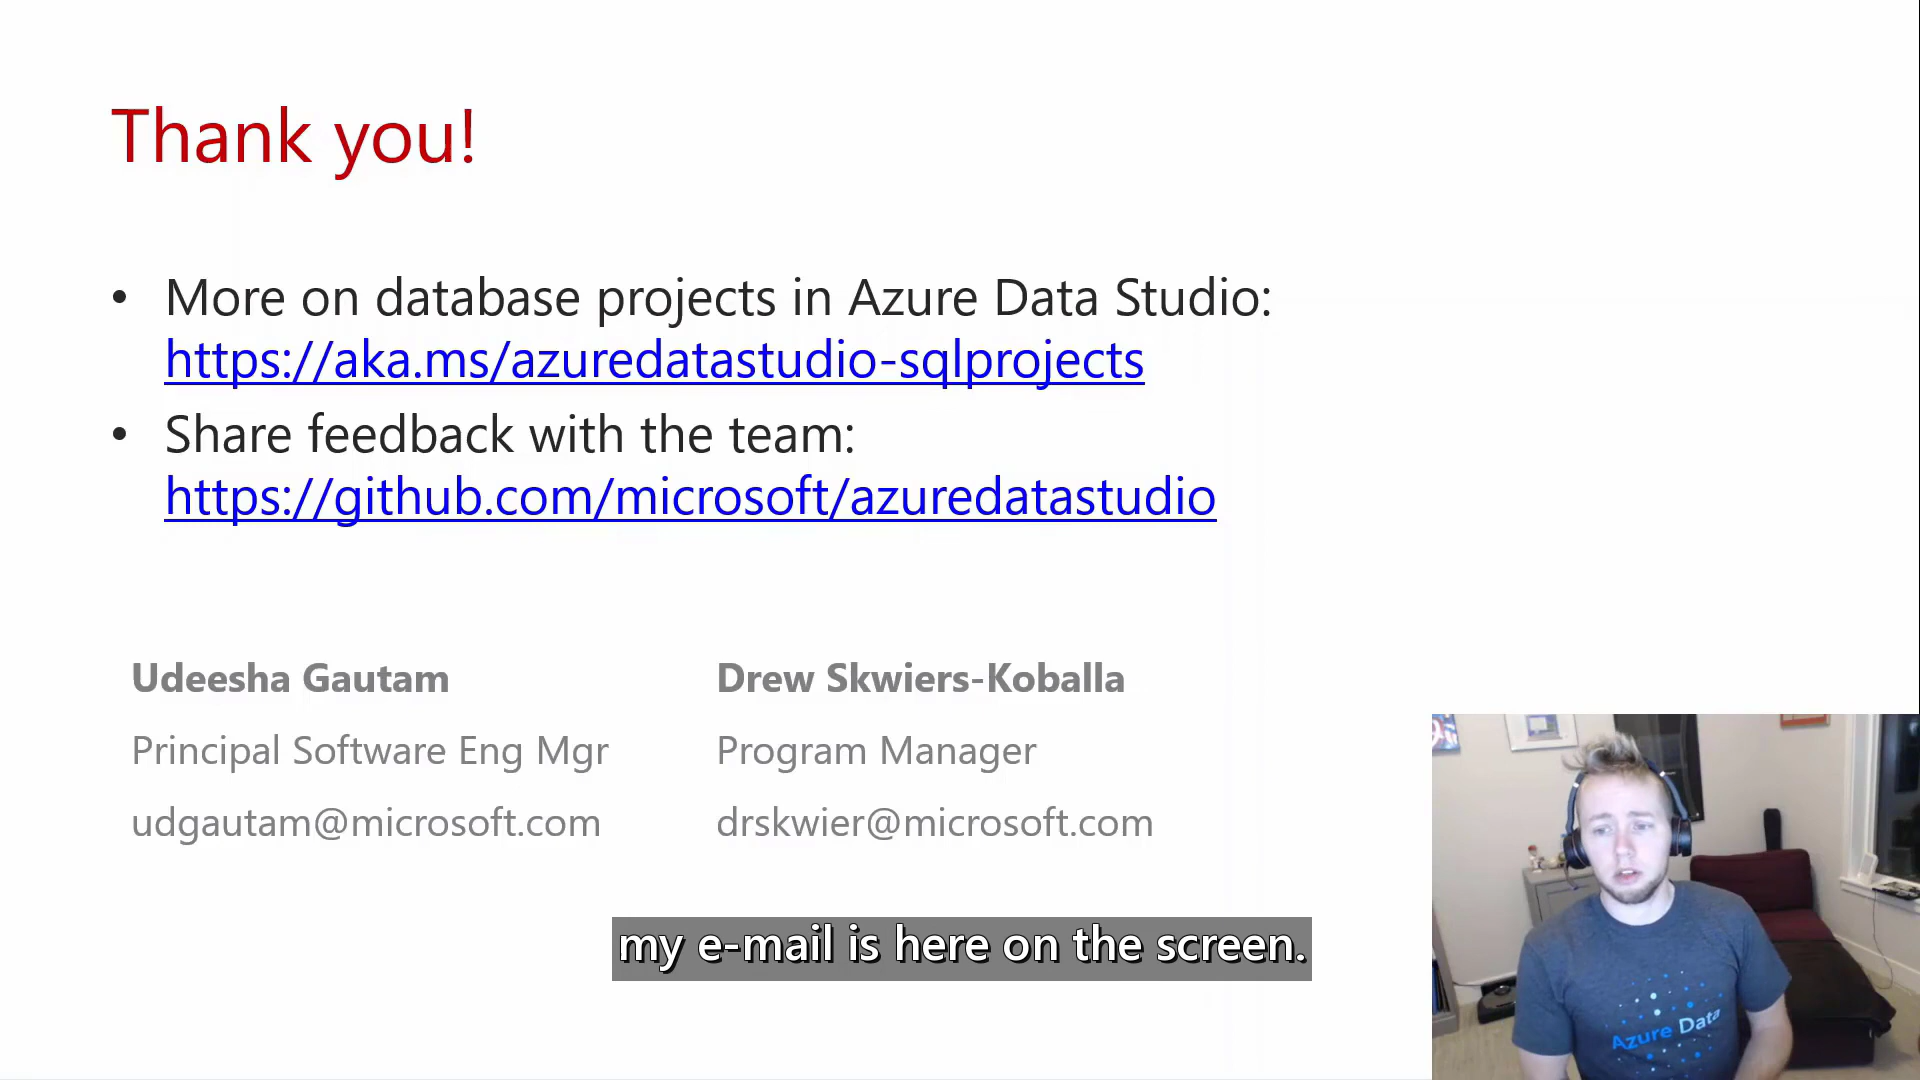 Thank you!
• More on database projects in Azure Data Studio:
https://aka.ms/azuredatastudio-sqlprojects
• Share feedback with the team:
https://github.com/microsoft/azuredatastudio
Udeesha Gautam
Principal Software Eng Mgr
udgautam@microsoft.com
Drew Skwiers-Koballa
Program Manager
drskwier@microsoft.com
my e-mail is here on the screen.
Azure Data